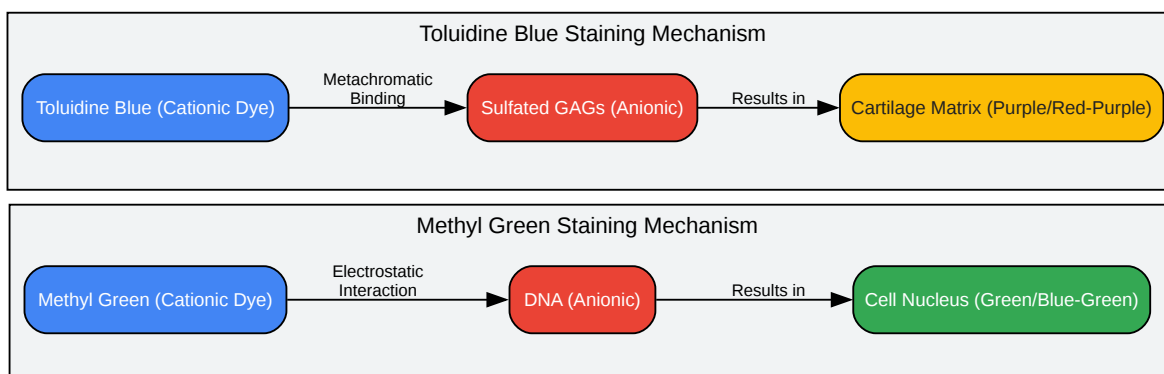 Toluidine Blue Staining Mechanism
Toluidine Blue (Cationic Dye)
Metachromatic
Binding
Sulfated GAGs (Anionic)
Results in
Cartilage Matrix (Purple/Red-Purple)
Methyl Green Staining Mechanism
Methyl Green (Cationic Dye)
Electrostatic
Interaction
DNA (Anionic)
Results in
Cell Nucleus (Green/Blue-Green)